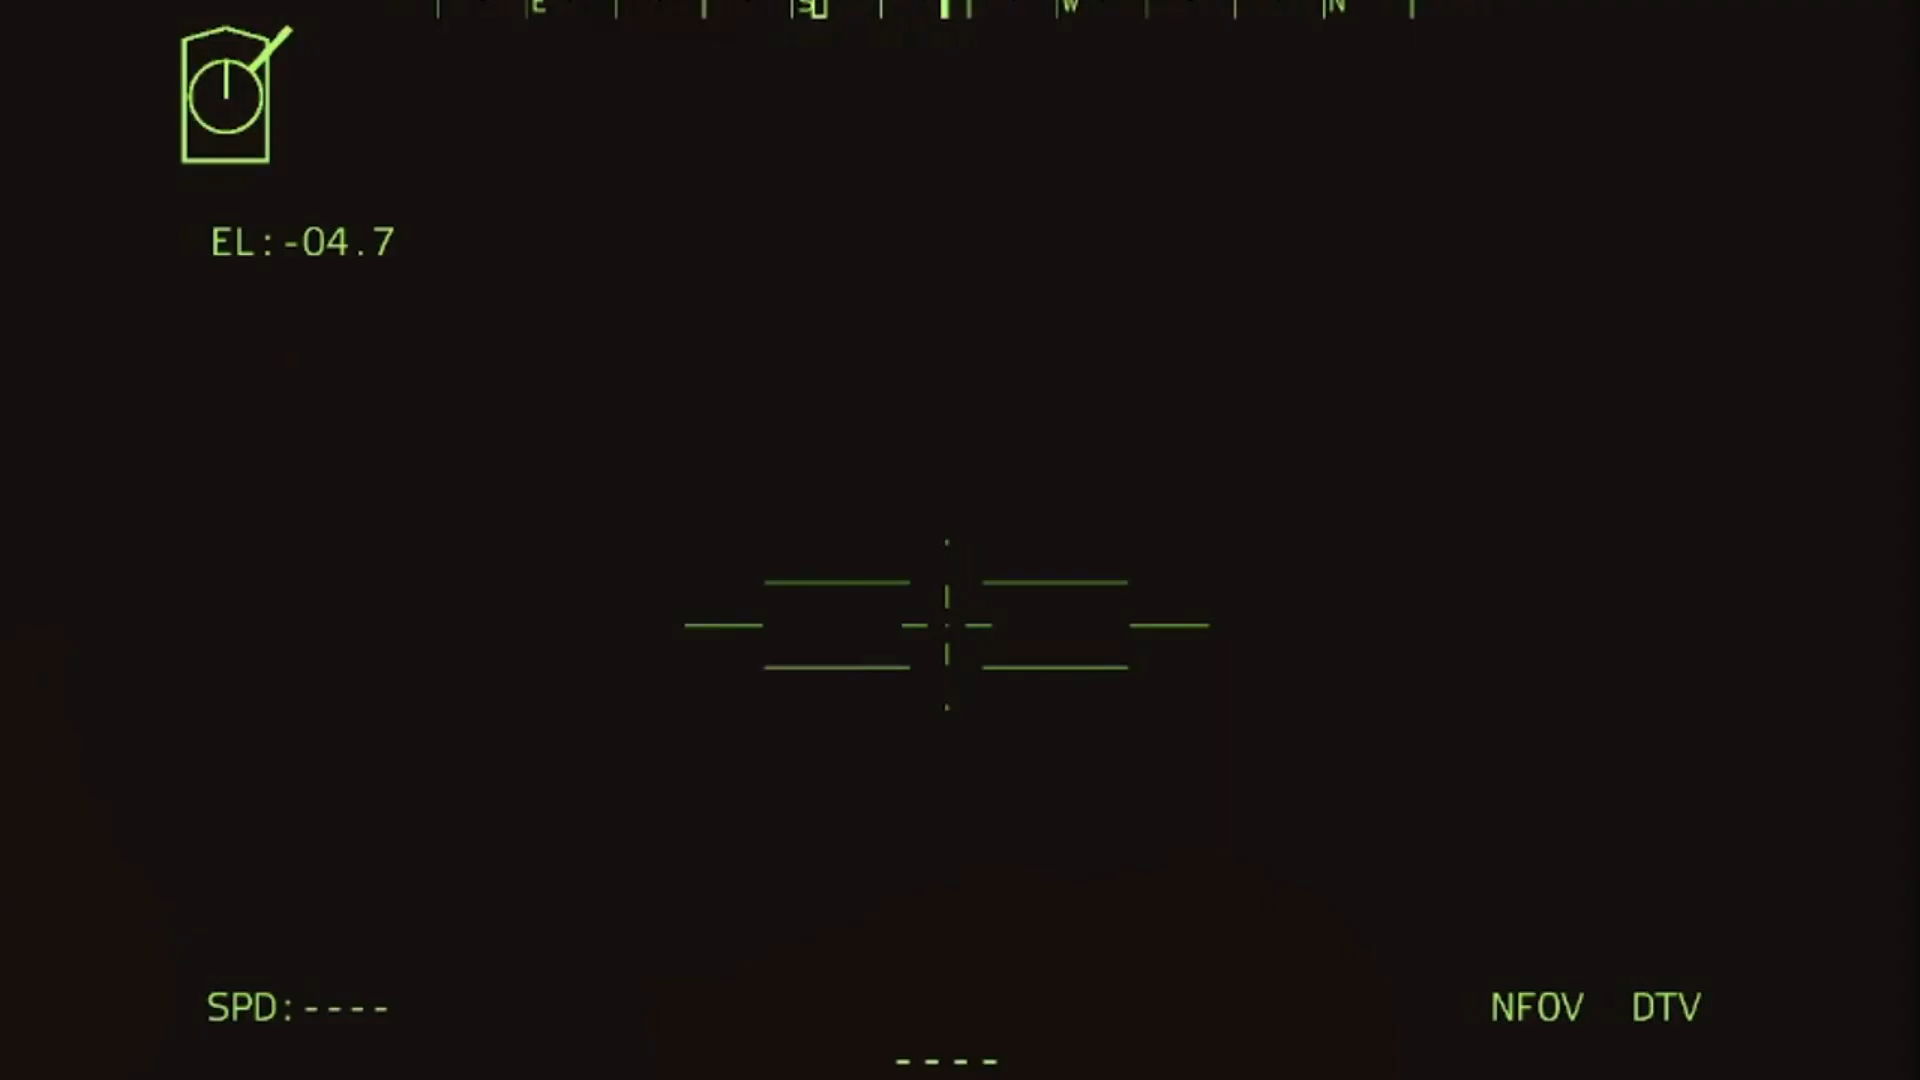 E S W N
EL:-04.7
SPD:----
NFOV DTV
----